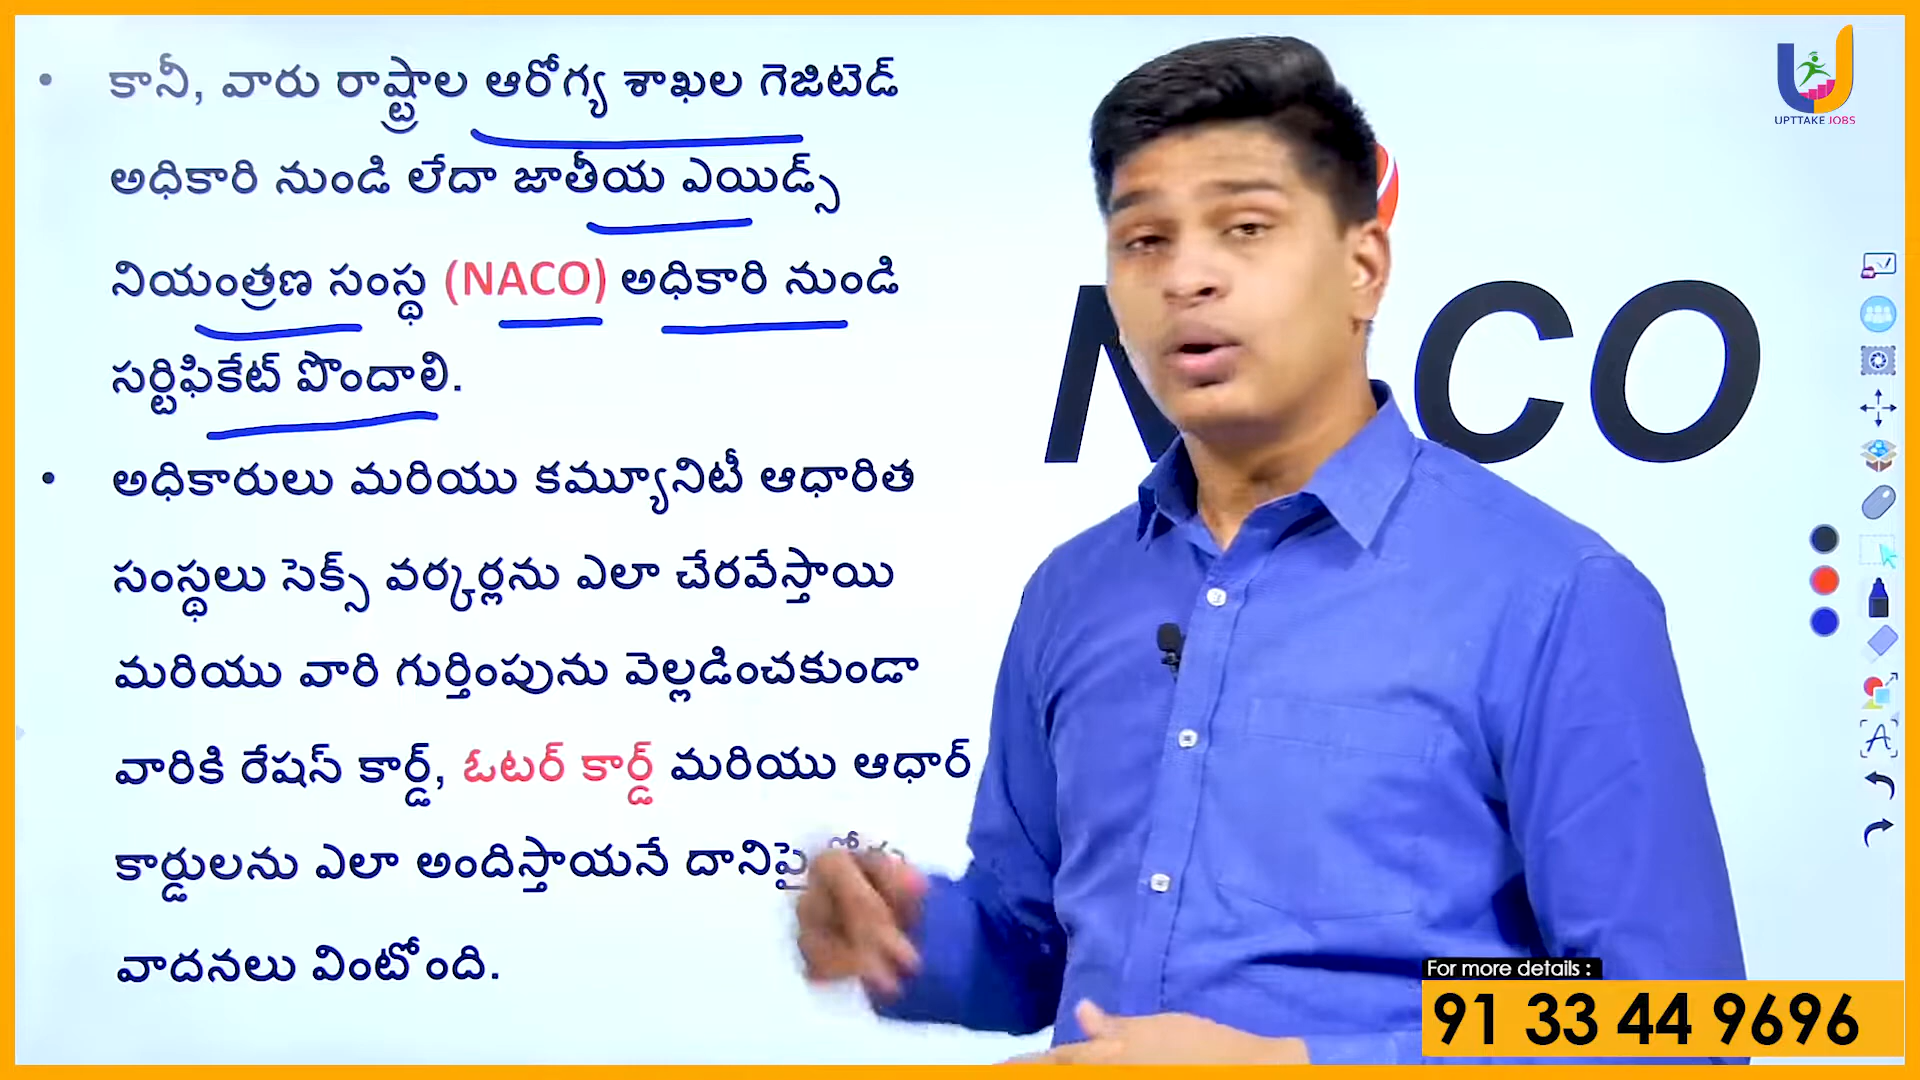 • కానీ, వారు రాష్ట్రాల ఆరోగ్య శాఖల గెజిటెడ్
అధికారి నుండి లేదా జాతీయ ఎయిడ్స్
నియంత్రణ సంస్థ (NACO) అధికారి నుండి
సర్టిఫికేట్ పొందాలి.
• అధికారులు మరియు కమ్యూనిటీ ఆధారిత
సంస్థలు సెక్స్ వర్కర్లను ఎలా చేరవేస్తాయి
మరియు వారి గుర్తింపును వెల్లడించకుండా
వారికి రేషన్ కార్డ్, ఓటర్ కార్డ్ మరియు ఆధార్
కార్డులను ఎలా అందిస్తాయనే దానిపై
వాదనలు వింటోంది.
UPTTAKE JOBS
CO
For more details :
91 33 44 9696